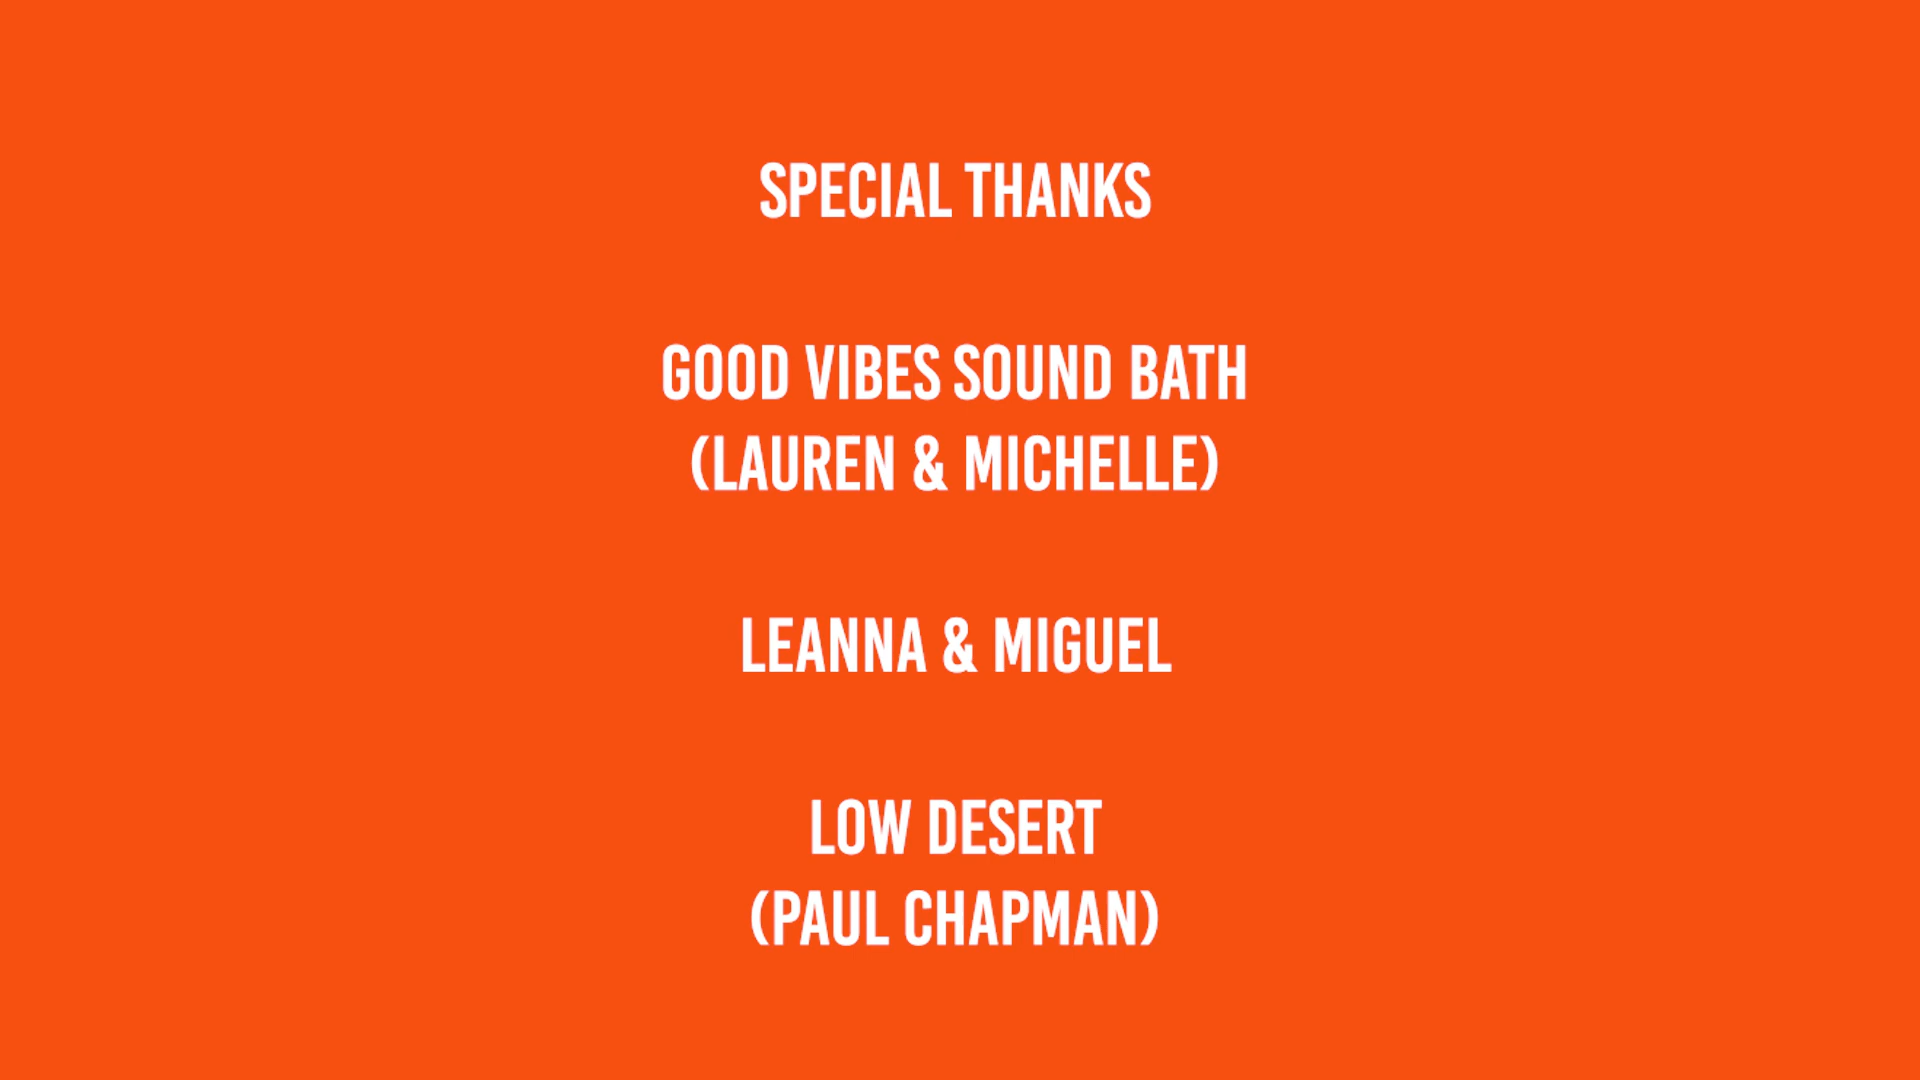 SPECIAL THANKS
GOOD VIBES SOUND BATH
(LAUREN & MICHELLE)
LEANNA & MIGUEL
LOW DESERT
(PAUL CHAPMAN)